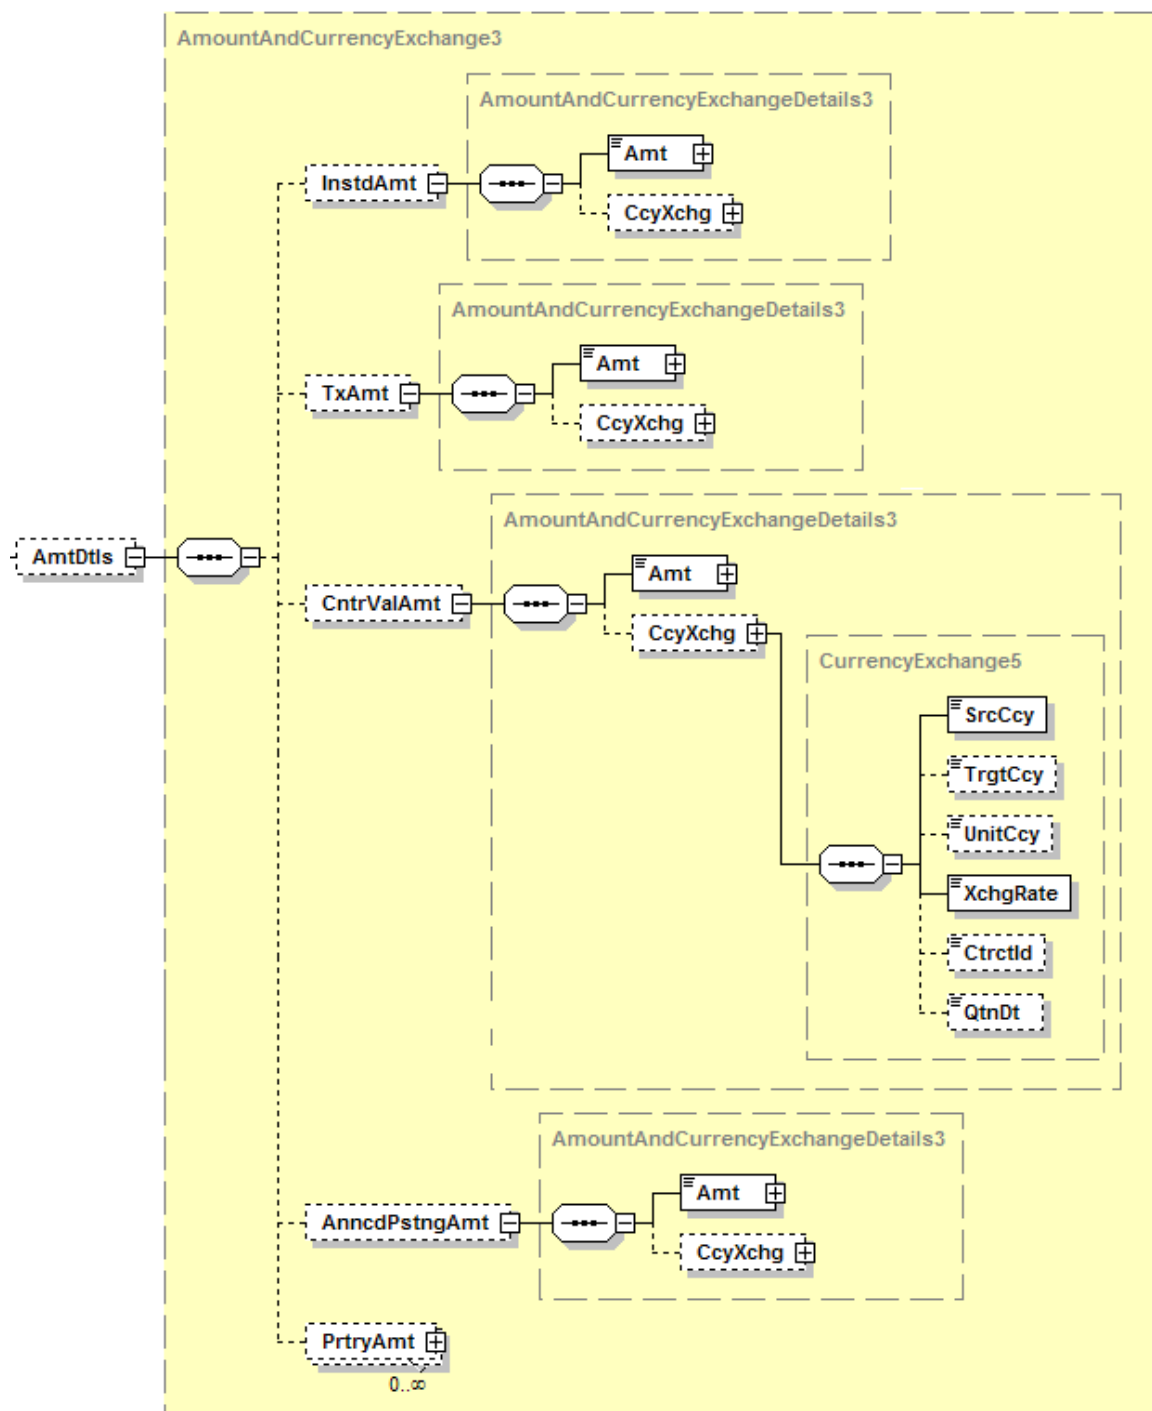 AmountAndCurrencyExchange3
AmountAndCurrencyExchangeDetails3
Amt
InstdAmt
CcyXchg
AmountAndCurrencyExchangeDetails3
Amt
TxAmt
CcyXchg
AmountAndCurrencyExchangeDetails3
AmtDtls
Amt
CntrValAmt
CcyXchg
CurrencyExchange5
SrcCcy
TrgtCcy
UnitCcy
XchgRate
CtrctId
QtnDt
AmountAndCurrencyExchangeDetails3
Amt
AnncdPstngAmt
CcyXchg
PrtryAmt
0..∞